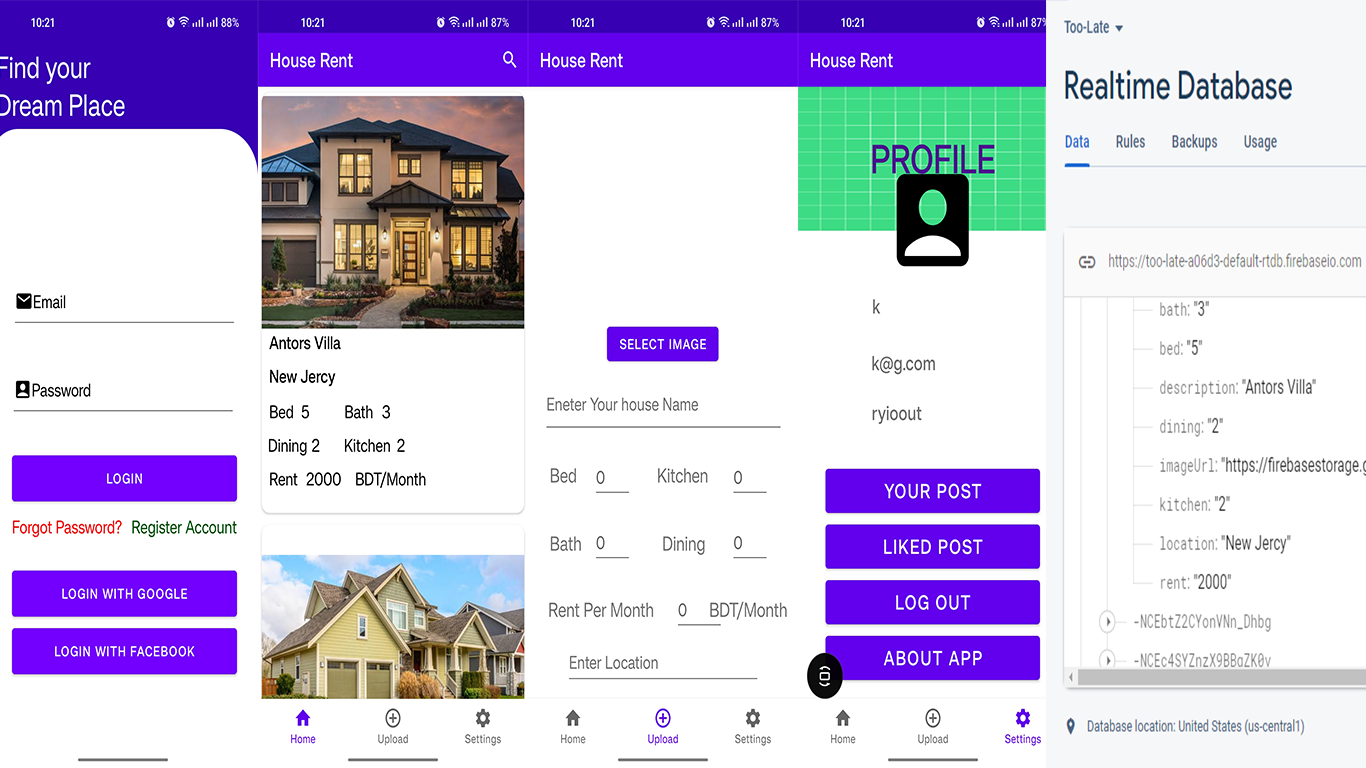 10:21
88%
Find your
Dream Place
Email
Password
LOGIN
Forgot Password? Register Account
LOGIN WITH GOOGLE
LOGIN WITH FACEBOOK
10:21
87%
House Rent
Antors Villa
New Jercy
Bed 5 Bath 3
Dining 2 Kitchen 2
Rent 2000 BDT/Month
Home Upload Settings
10:21
87%
House Rent
SELECT IMAGE
Eneter Your house Name
Bed 0 Kitchen 0
Bath 0 Dining 0
Rent Per Month 0 BDT/Month
Enter Location
Home Upload Settings
10:21
87%
House Rent
PROFILE
k
k@g.com
ryioout
YOUR POST
LIKED POST
LOG OUT
ABOUT APP
Home Upload Settings
Too-Late
Realtime Database
Data Rules Backups Usage
https://too-late-a06d3-default-rtdb.firebaseio.com
bath: "3"
bed: "5"
description: "Antors Villa"
dining: "2"
imageUrl: "https://firebasestorage.g
kitchen: "2"
location: "New Jercy"
rent: "2000"
-NCEbtZ2CYonVNn_Dhbg
Database location: United States (us-central1)